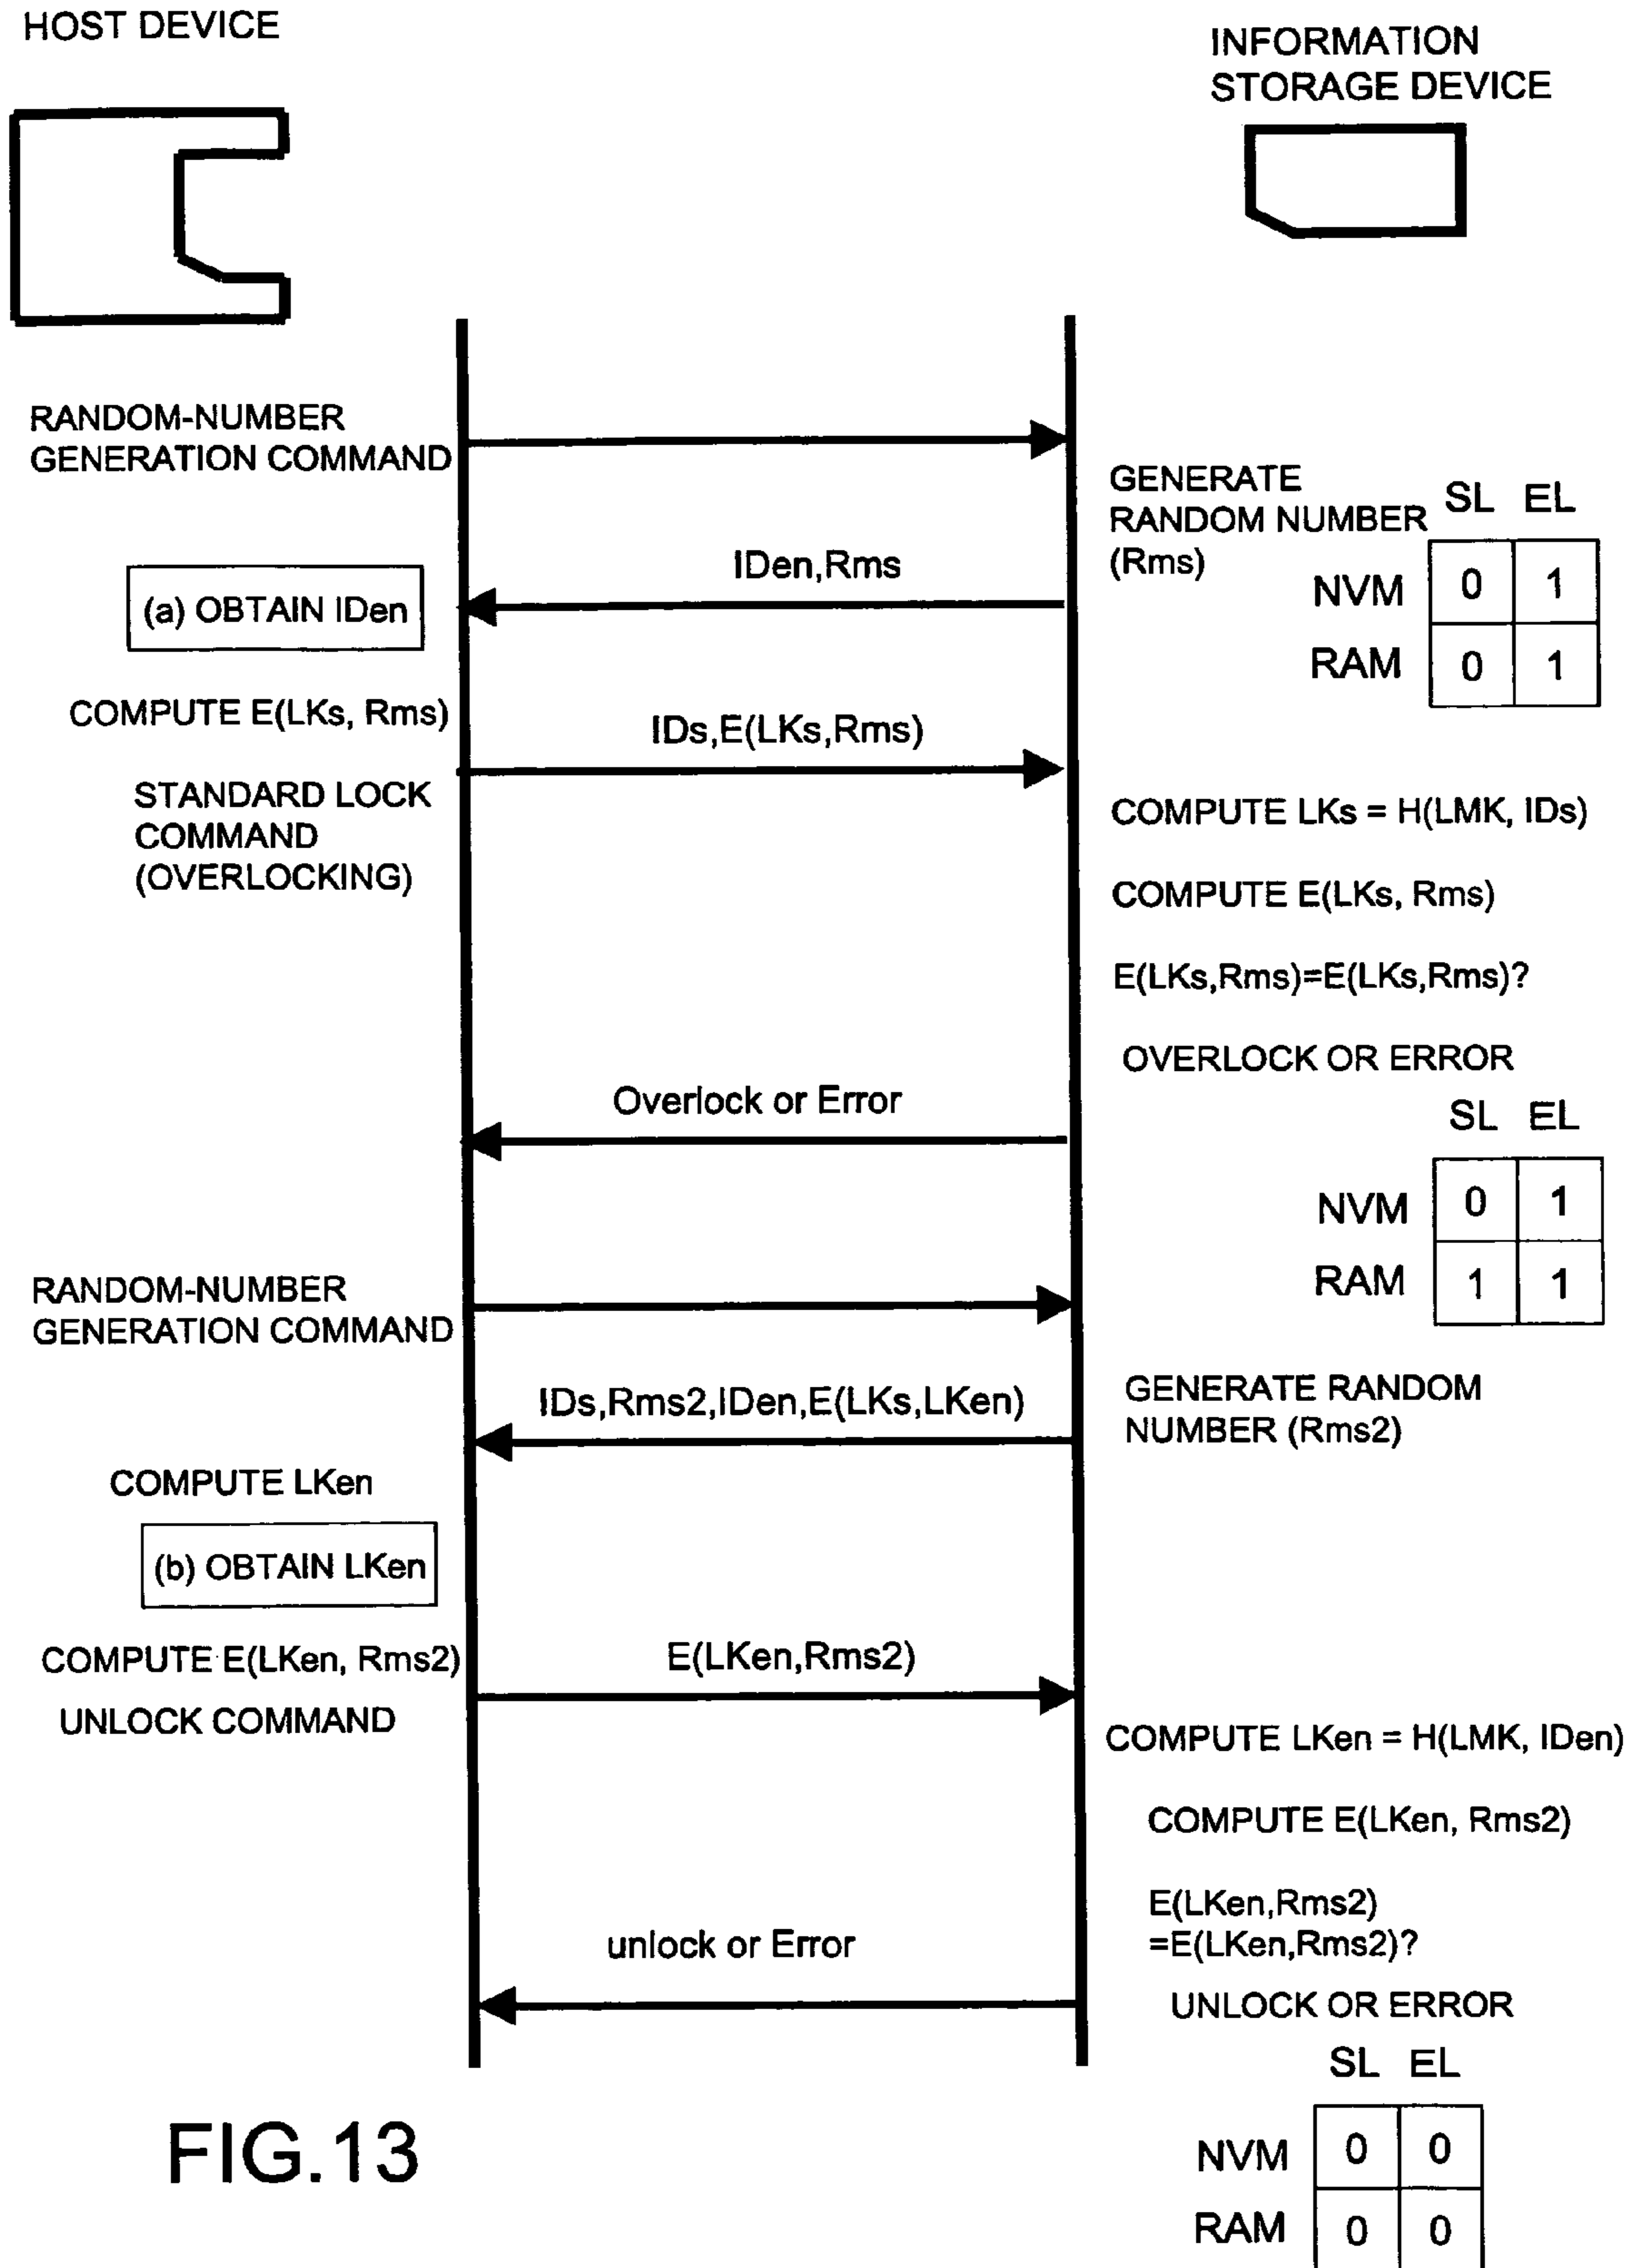 HOST DEVICE
INFORMATION
STORAGE DEVICE
RANDOM-NUMBER
GENERATION COMMAND
GENERATE
RANDOM NUMBER
(Rms)
SL EL
NVM 0 1
RAM 0 1
IDen,Rms
(a) OBTAIN IDen
COMPUTE E(LKs, Rms)
IDs,E(LKs,Rms)
STANDARD LOCK
COMMAND
(OVERLOCKING)
COMPUTE LKs = H(LMK, IDs)
COMPUTE E(LKs, Rms)
E(LKs,Rms)=E(LKs,Rms)?
OVERLOCK OR ERROR
Overlock or Error
SL EL
NVM 0 1
RAM 1 1
RANDOM-NUMBER
GENERATION COMMAND
GENERATE RANDOM
NUMBER (Rms2)
IDs,Rms2,IDen,E(LKs,LKen)
COMPUTE LKen
(b) OBTAIN LKen
COMPUTE E(LKen, Rms2)
E(LKen,Rms2)
UNLOCK COMMAND
COMPUTE LKen = H(LMK, IDen)
COMPUTE E(LKen, Rms2)
E(LKen,Rms2)
=E(LKen,Rms2)?
unlock or Error
UNLOCK OR ERROR
SL EL
NVM 0 0
RAM 0 0
FIG.13